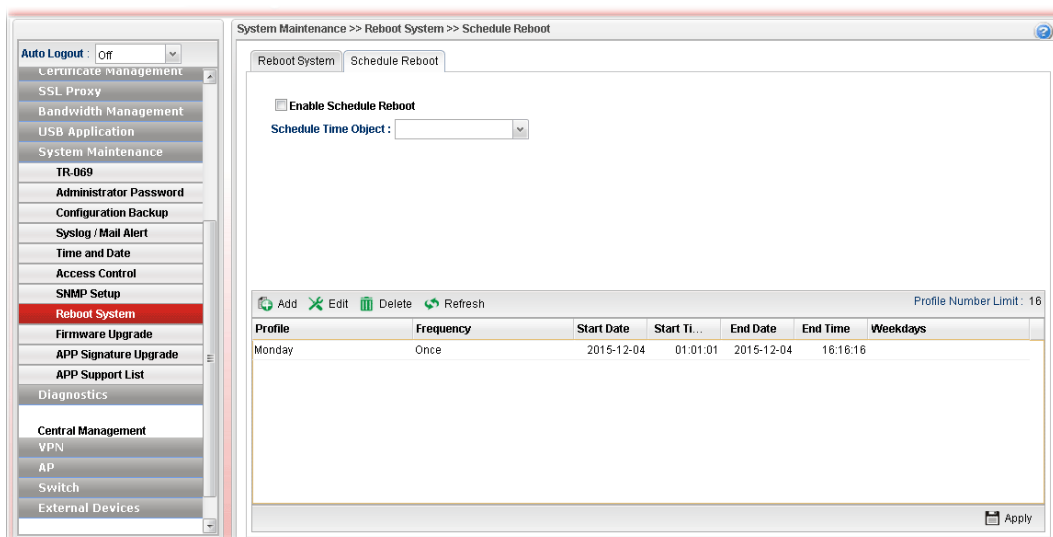 System Maintenance >> Reboot System >> Schedule Reboot
Auto Logout : Off
Certificate Management
SSL Proxy
Bandwidth Management
USB Application
System Maintenance
TR-069
Administrator Password
Configuration Backup
Syslog / Mail Alert
Time and Date
Access Control
SNMP Setup
Reboot System
Firmware Upgrade
APP Signature Upgrade
APP Support List
Diagnostics
Central Management
VPN
AP
Switch
External Devices
Reboot System Schedule Reboot
Enable Schedule Reboot
Schedule Time Object :
Add Edit Delete Refresh Profile Number Limit : 16
Profile Frequency Start Date Start Ti... End Date End Time Weekdays
Monday Once 2015-12-04 01:01:01 2015-12-04 16:16:16
Apply